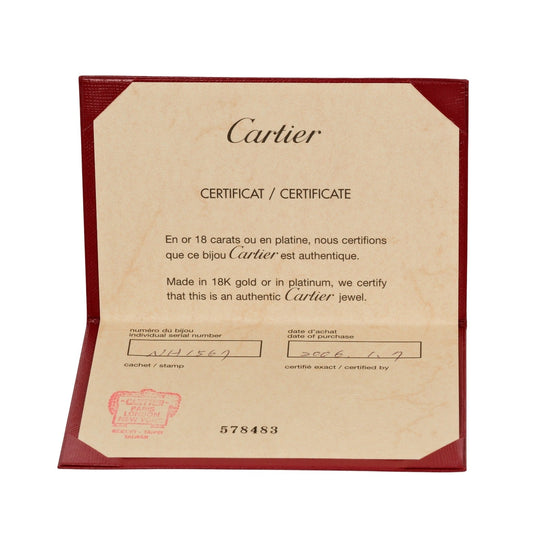 Cartier
CERTIFICAT / CERTIFICATE
En or 18 carats ou en platine, nous certifions
que ce bijou Cartier est authentique.
Made in 18K gold or in platinum, we certify
that this is an authentic Cartier jewel.
numéro du bijou
individual serial number
date d'achat
date of purchase
NH1567
2006. 1. 7
cachet / stamp
certifié exact / certified by
CARTIER
PARIS
LONDON
NEW YORK
578483